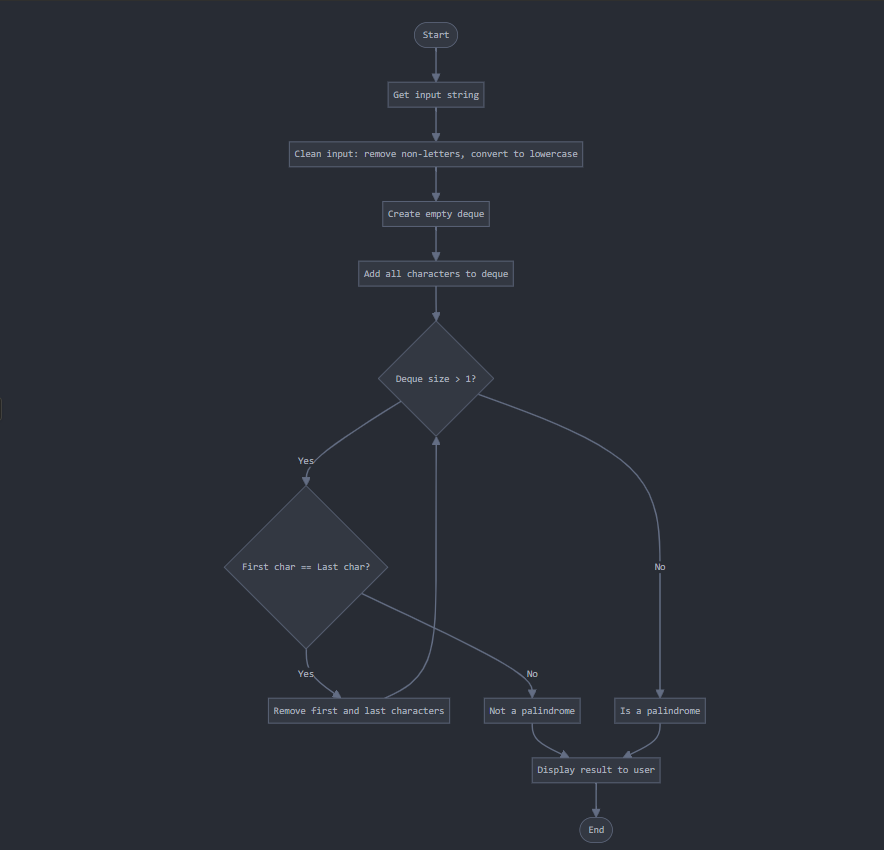 Start
Get input string
Clean input: remove non-letters, convert to lowercase
Create empty deque
Add all characters to deque
Deque size > 1?
Yes
First char == Last char?
No
Yes
No
Remove first and last characters
Not a palindrome
Is a palindrome
Display result to user
End